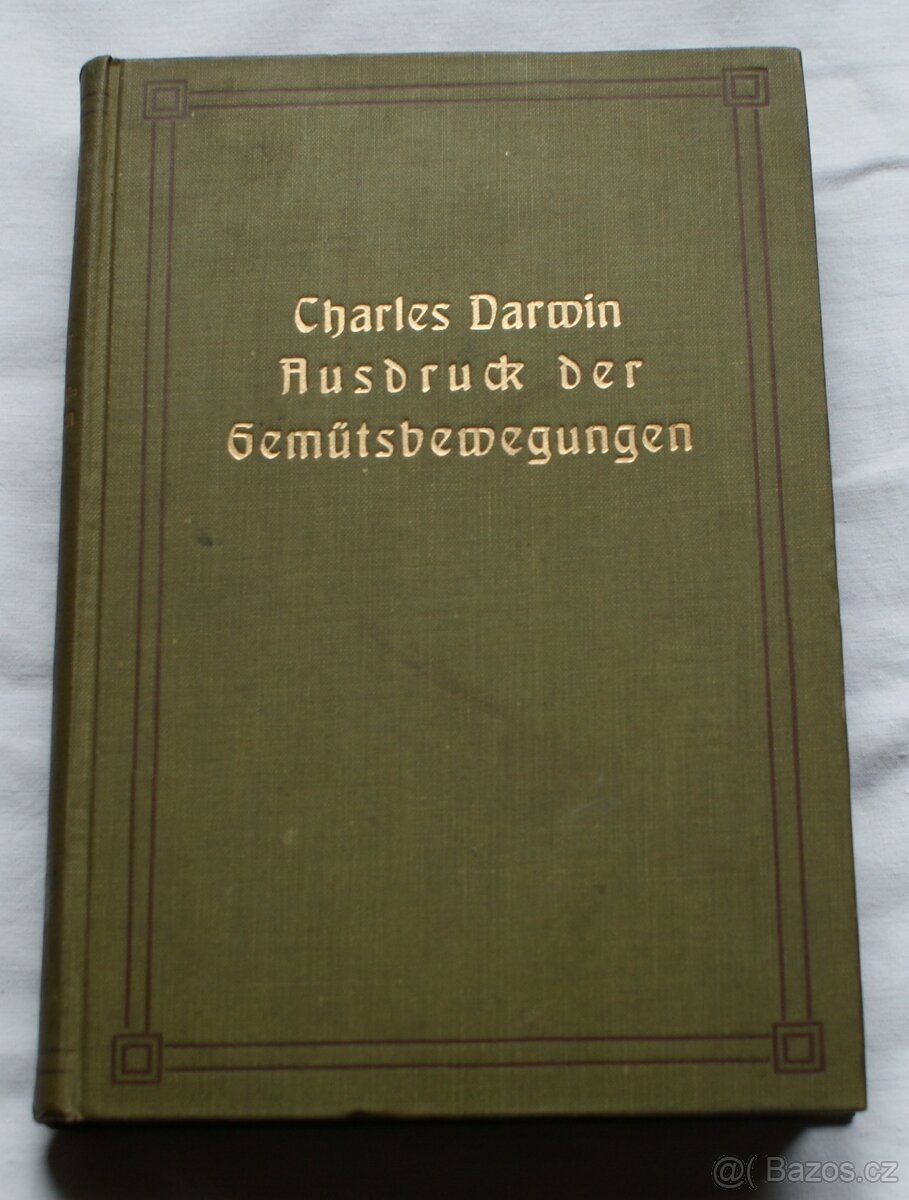 Charles Darwin
Ausdruck der
Gemütsbewegungen
@( Bazos.cz